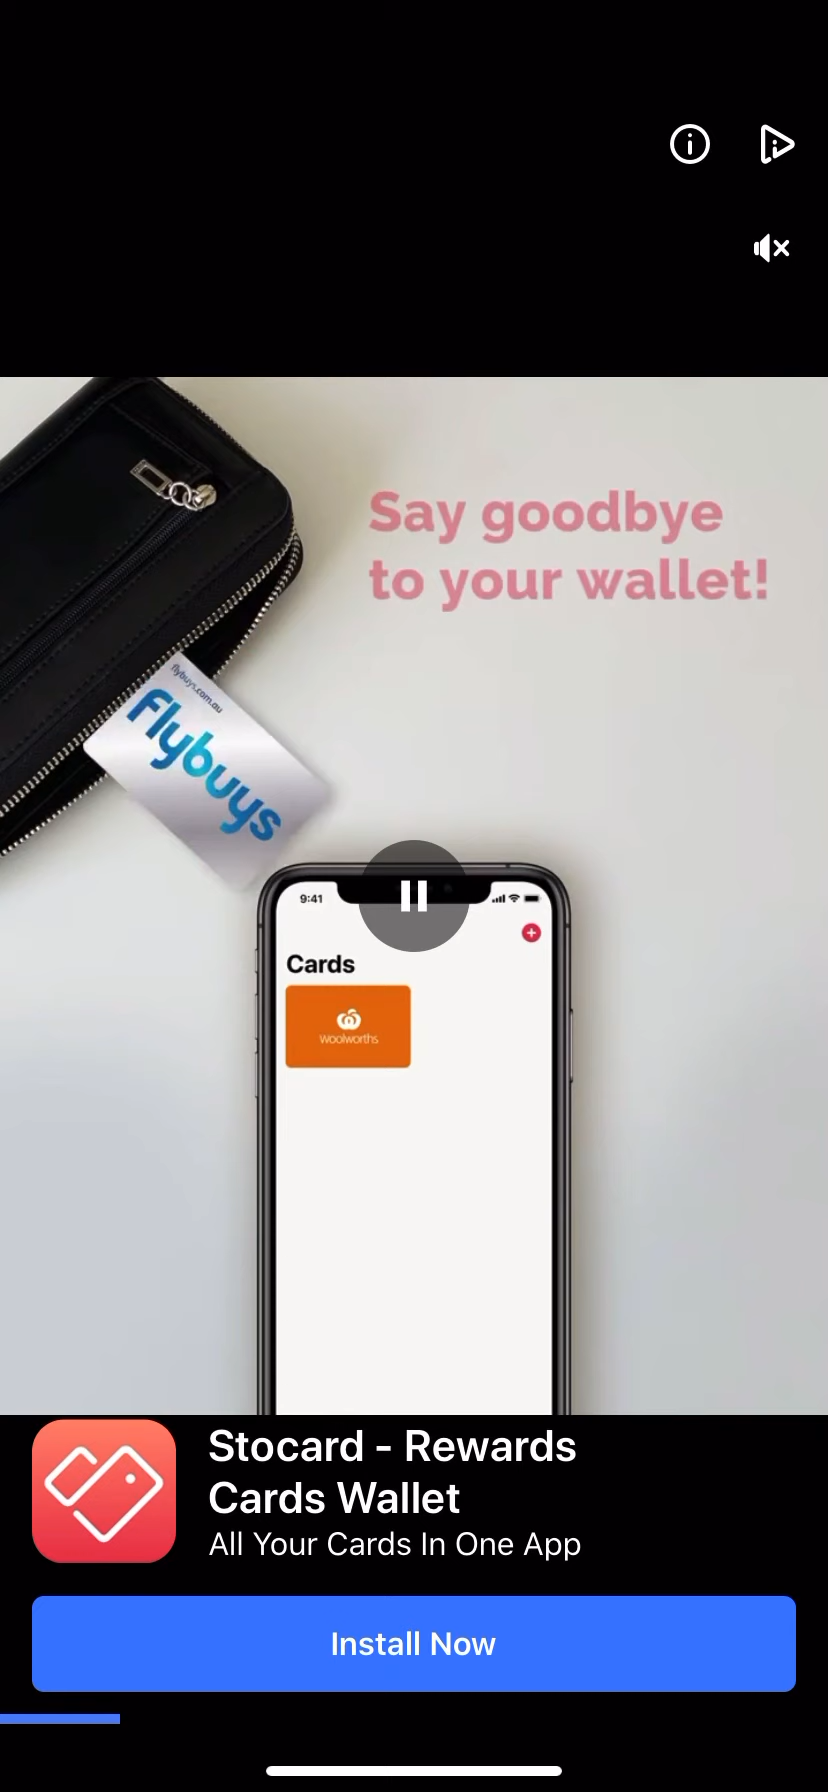 Say goodbye
to your wallet!
flybuys.com.au
flybuys
9:41
Cards
woolworths
Stocard - Rewards
Cards Wallet
All Your Cards In One App
Install Now